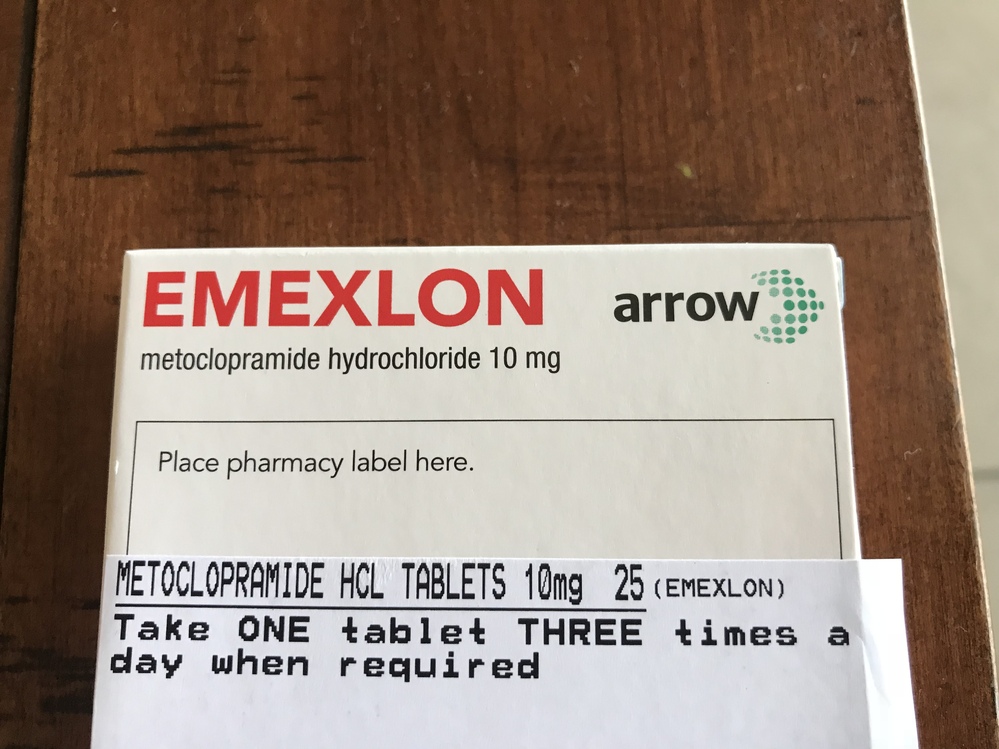 EMEXLON
arrow
metoclopramide hydrochloride 10 mg
Place pharmacy label here.
METOCLOPRAMIDE HCL TABLETS 10mg 25 (EMEXLON)
Take ONE tablet THREE times a
day when required